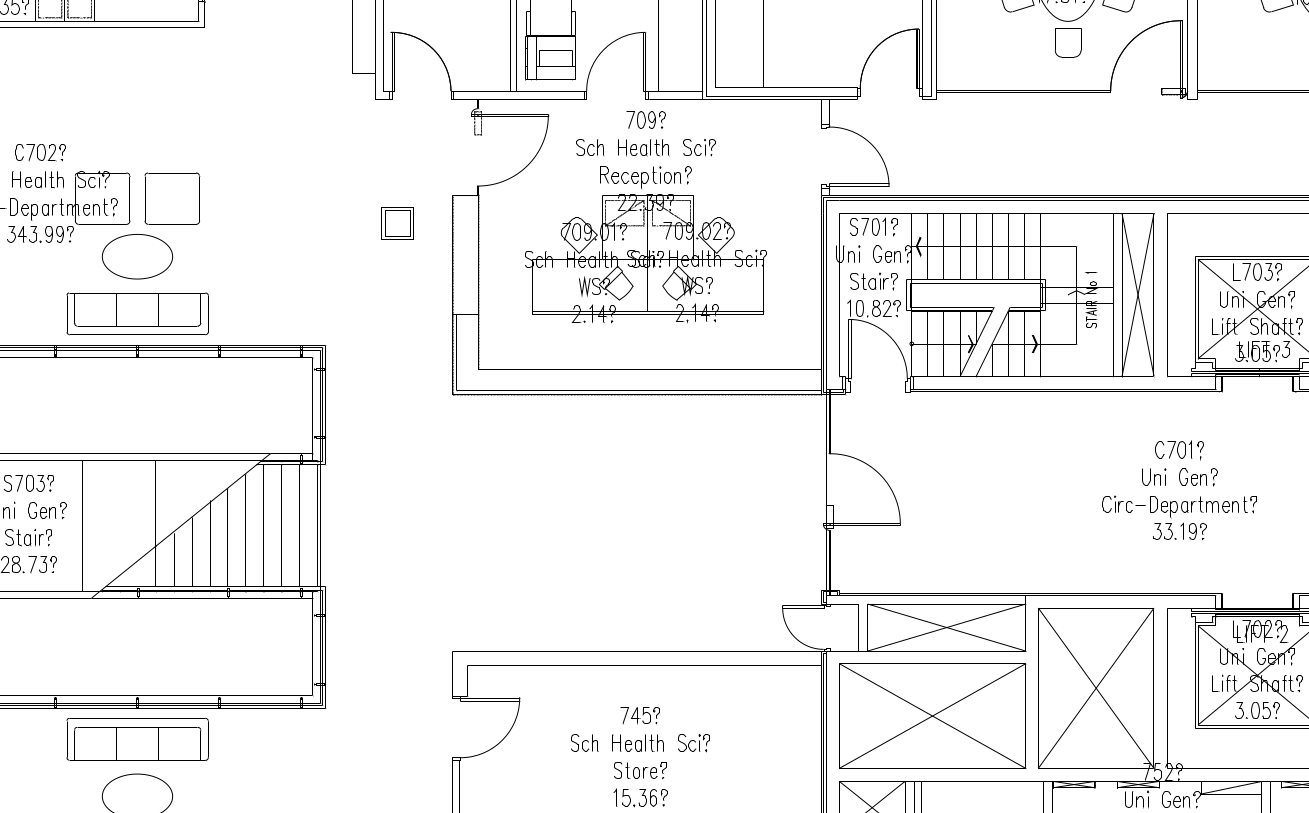 35?
C702?
Health Sci?
-Department?
343.99?
709?
Sch Health Sci?
Reception?
22.39?
709.01?
Sch Health Sci?
WS?
2.14?
709.02?
Sch Health Sci?
WS?
2.14?
S701?
Uni Gen?
Stair?
10.82?
STAIR No 1
L703?
Uni Gen?
Lift Shaft?
3.05?
LIFT 3
S703?
ni Gen?
Stair?
28.73?
C701?
Uni Gen?
Circ-Department?
33.19?
L702?
LIFT 2
Uni Gen?
Lift Shaft?
3.05?
745?
Sch Health Sci?
Store?
15.36?
752?
Uni Gen?